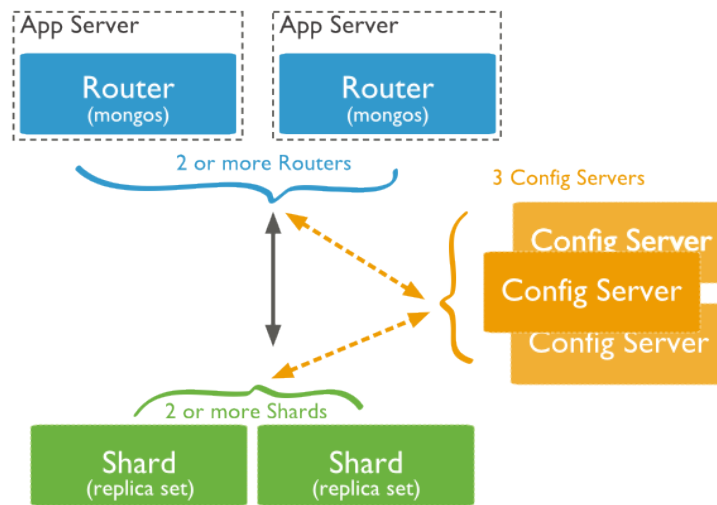 App Server
App Server
Router
(mongos)
Router
(mongos)
2 or more Routers
3 Config Servers
Config Server
Config Server
Config Server
2 or more Shards
Shard
(replica set)
Shard
(replica set)